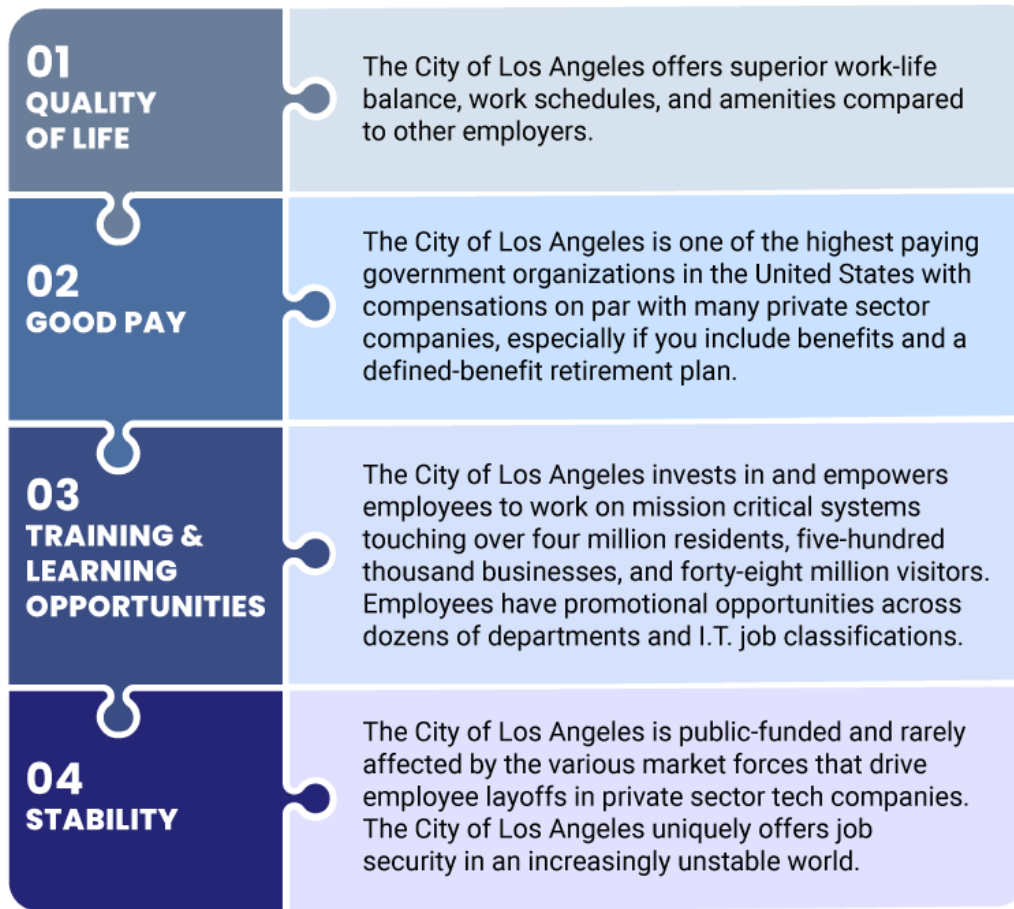 01
QUALITY
OF LIFE
The City of Los Angeles offers superior work-life
balance, work schedules, and amenities compared
to other employers.
02
GOOD PAY
The City of Los Angeles is one of the highest paying
government organizations in the United States with
compensations on par with many private sector
companies, especially if you include benefits and a
defined-benefit retirement plan.
03
TRAINING &
LEARNING
OPPORTUNITIES
The City of Los Angeles invests in and empowers
employees to work on mission critical systems
touching over four million residents, five-hundred
thousand businesses, and forty-eight million visitors.
Employees have promotional opportunities across
dozens of departments and I.T. job classifications.
04
STABILITY
The City of Los Angeles is public-funded and rarely
affected by the various market forces that drive
employee layoffs in private sector tech companies.
The City of Los Angeles uniquely offers job
security in an increasingly unstable world.